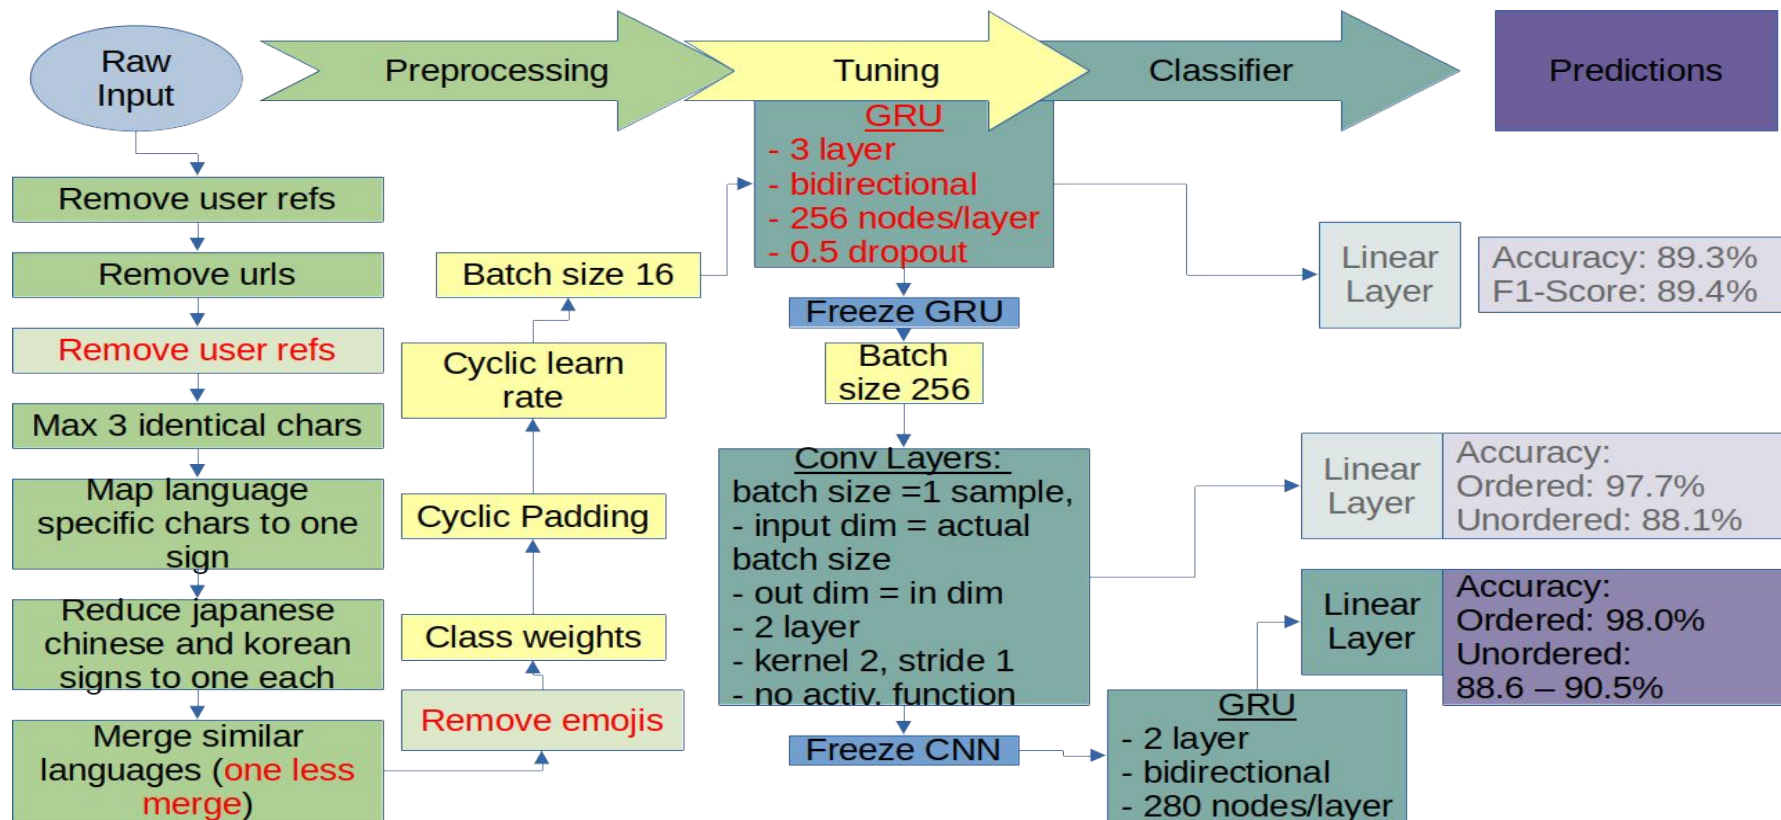 Raw
Input
Preprocessing
Tuning
Classifier
Predictions
Remove user refs
Remove urls
Remove user refs
Max 3 identical chars
Map language
specific chars to one
sign
Reduce japanese
chinese and korean
signs to one each
Merge similar
languages (one less
merge)
Remove emojis
Class weights
Cyclic Padding
Cyclic learn
rate
Batch size 16
GRU
- 3 layer
- bidirectional
- 256 nodes/layer
- 0.5 dropout
Linear
Layer
Accuracy: 89.3%
F1-Score: 89.4%
Freeze GRU
Batch
size 256
Conv Layers:
batch size =1 sample,
- input dim = actual
batch size
- out dim = in dim
- 2 layer
- kernel 2, stride 1
- no activ. function
Linear
Layer
Accuracy:
Ordered: 97.7%
Unordered: 88.1%
Freeze CNN
GRU
- 2 layer
- bidirectional
- 280 nodes/layer
Linear
Layer
Accuracy:
Ordered: 98.0%
Unordered:
88.6 – 90.5%